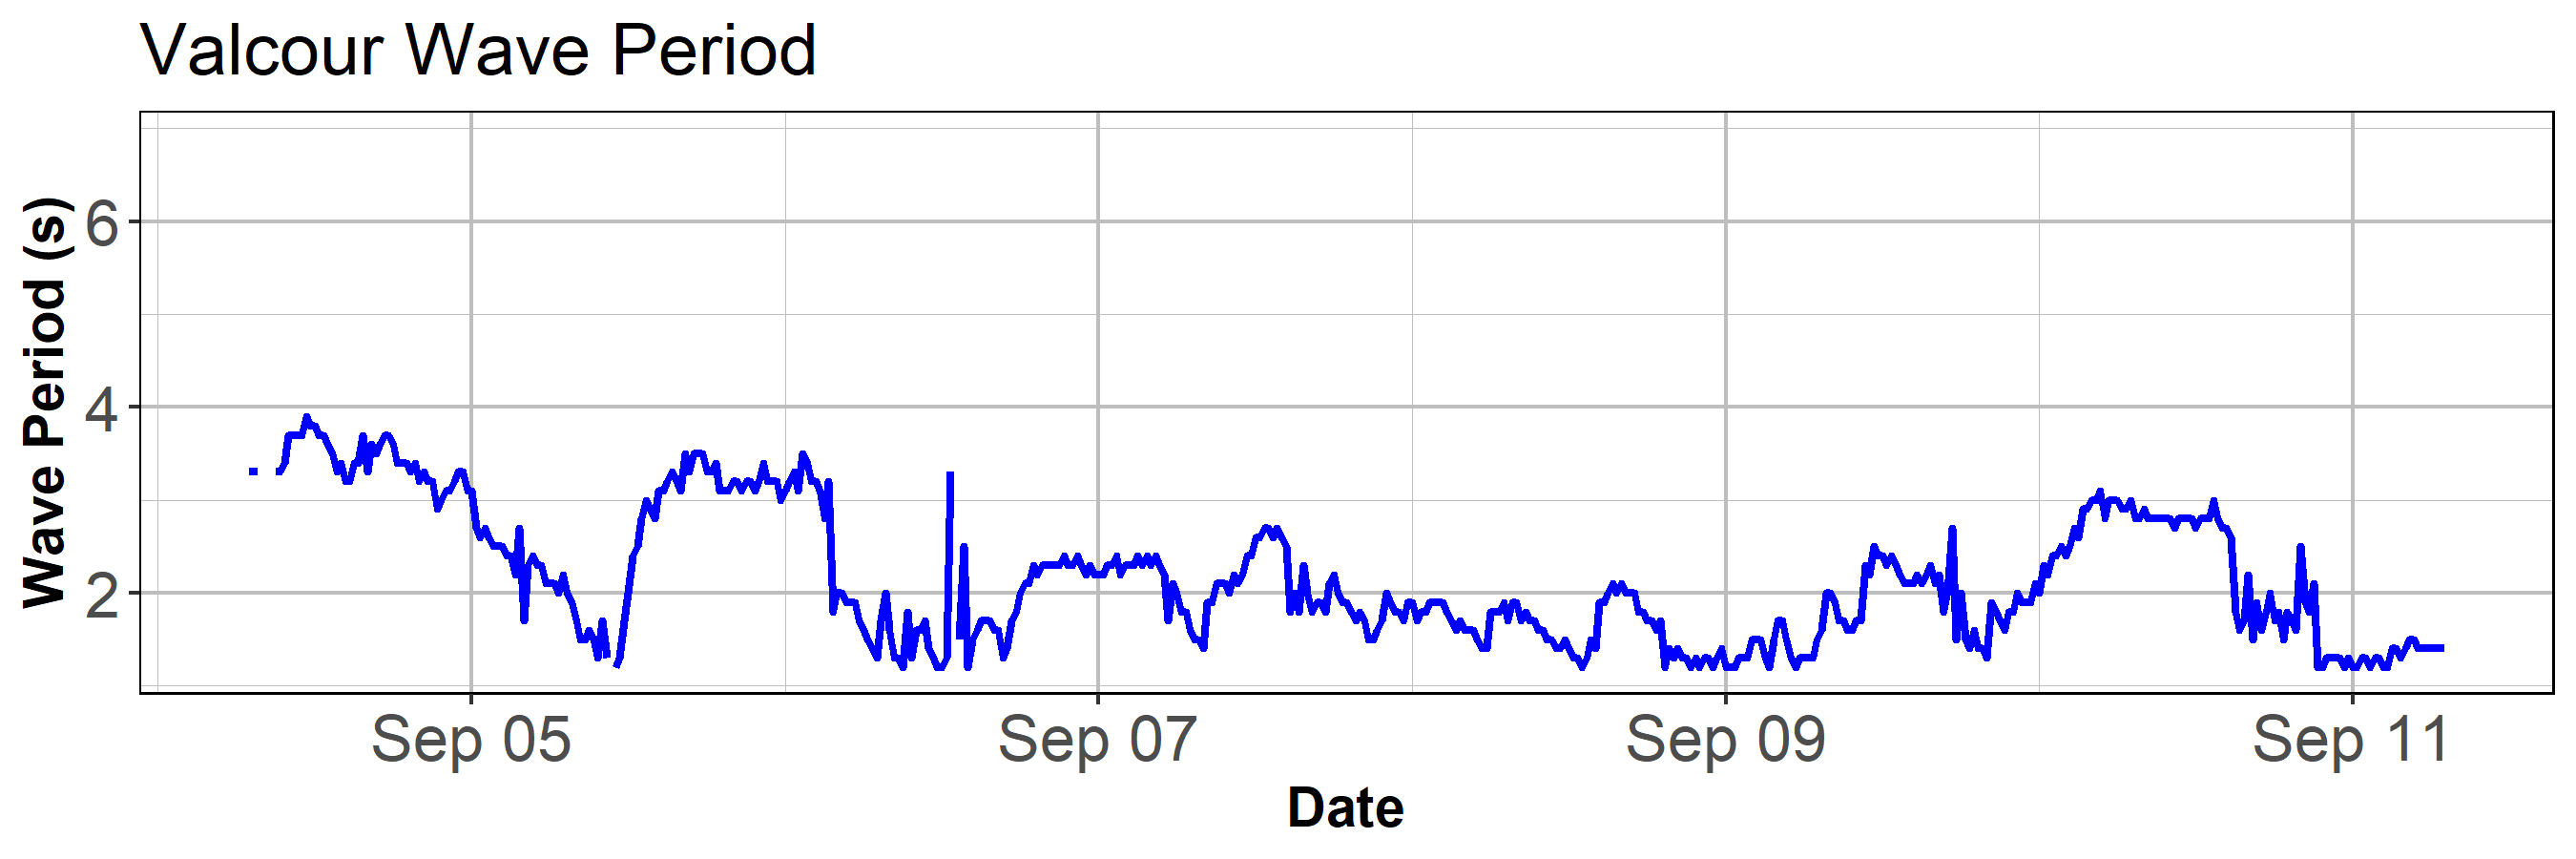 Valcour Wave Period
Wave Period (s)
6
4
2
Sep 05 Sep 07 Sep 09 Sep 11
Date